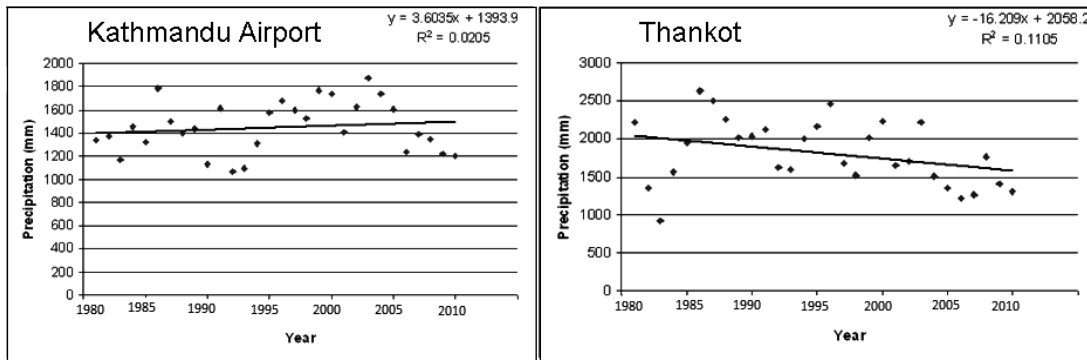 Kathmandu Airport
y = 3.6035x + 1393.9
R² = 0.0205
Precipitation (mm)
2000
1800
1600
1400
1200
1000
800
600
400
200
0
1980 1985 1990 1995 2000 2005 2010
Year
Thankot
y = -16.209x + 2058.2
R² = 0.1105
Precipitation (mm)
3000
2500
2000
1500
1000
500
0
1980 1985 1990 1995 2000 2005 2010
Year